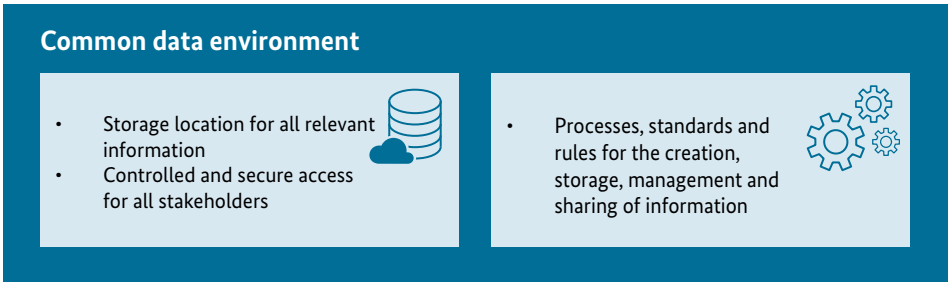 Common data environment
• Storage location for all relevant
information
• Controlled and secure access
for all stakeholders
• Processes, standards and
rules for the creation,
storage, management and
sharing of information